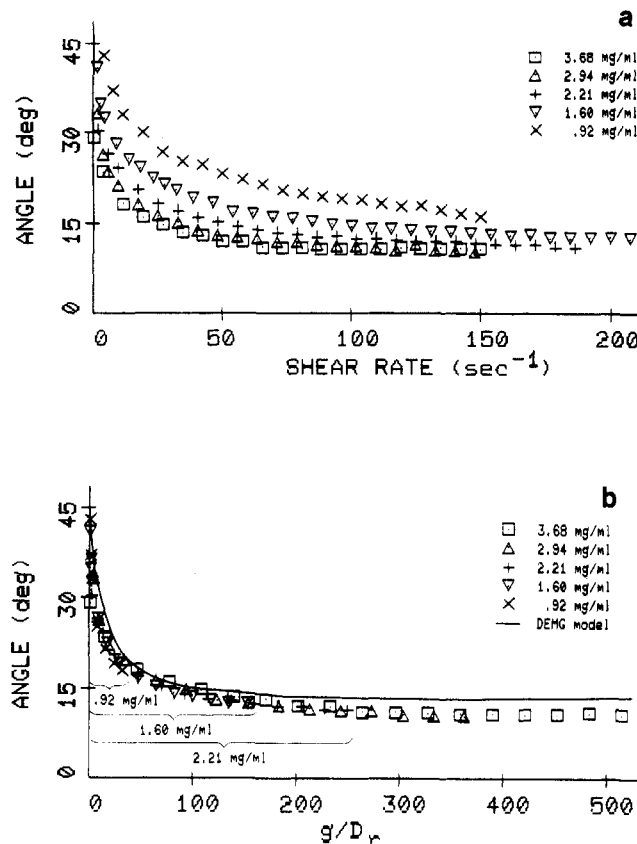 a
45
30
15
0
ANGLE (deg)
3.68 mg/ml
2.94 mg/ml
2.21 mg/ml
1.60 mg/ml
.92 mg/ml
0 50 100 150 200
SHEAR RATE (sec⁻¹)
b
45
30
15
0
ANGLE (deg)
3.68 mg/ml
2.94 mg/ml
2.21 mg/ml
1.60 mg/ml
.92 mg/ml
DEMG model
.92 mg/ml
1.60 mg/ml
2.21 mg/ml
0 100 200 300 400 500
g/Dr